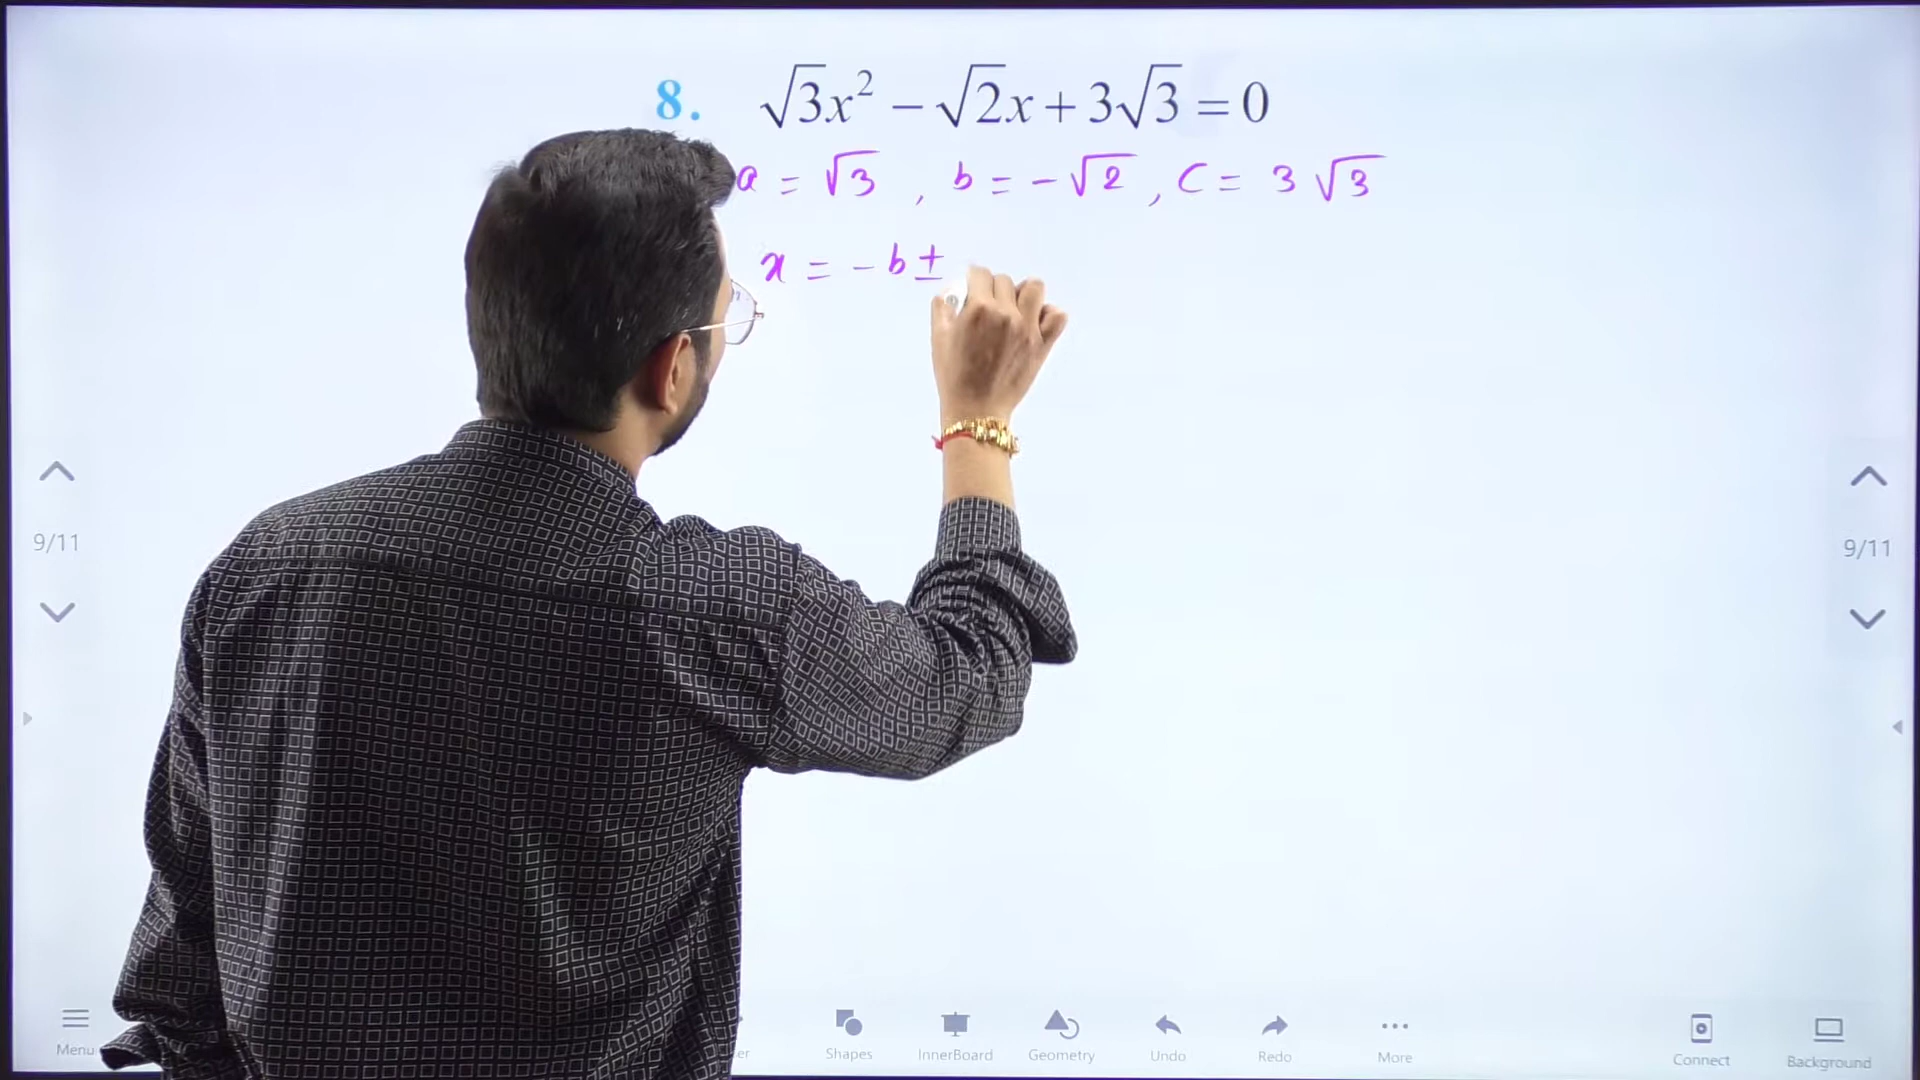 8. √3x² − √2x + 3√3 = 0
a = √3 , b = -√2 , C = 3√3
x = -b ±
9/11
9/11
Menu
Shapes
InnerBoard
Geometry
Undo
Redo
More
Connect
Background